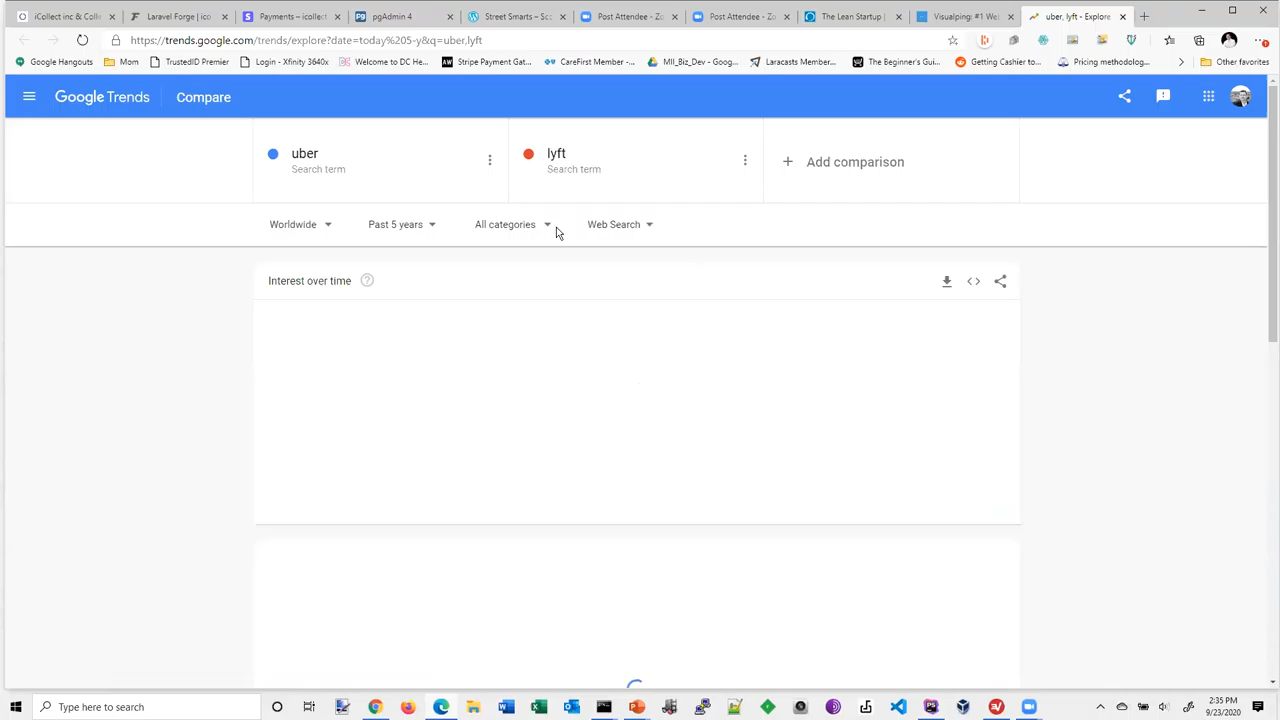 iCollect inc & Collec
Laravel Forge | ico
Payments – icollect
pgAdmin 4
Street Smarts – Sco
Post Attendee - Zo
Post Attendee - Zo
The Lean Startup |
Visualping: #1 Web
uber, lyft - Explore
https://trends.google.com/trends/explore?date=today%205-y&q=uber,lyft
Google Hangouts
Mom
TrustedID Premier
Login - Xfinity 3640x
Welcome to DC He...
Stripe Payment Gat...
CareFirst Member -...
MII_Biz_Dev – Goog...
Laracasts Member...
The Beginner's Gui...
Getting Cashier to...
Pricing methodolog...
Other favorites
Google Trends
Compare
uber
Search term
lyft
Search term
+ Add comparison
Worldwide
Past 5 years
All categories
Web Search
Interest over time
Type here to search
2:35 PM
9/23/2020